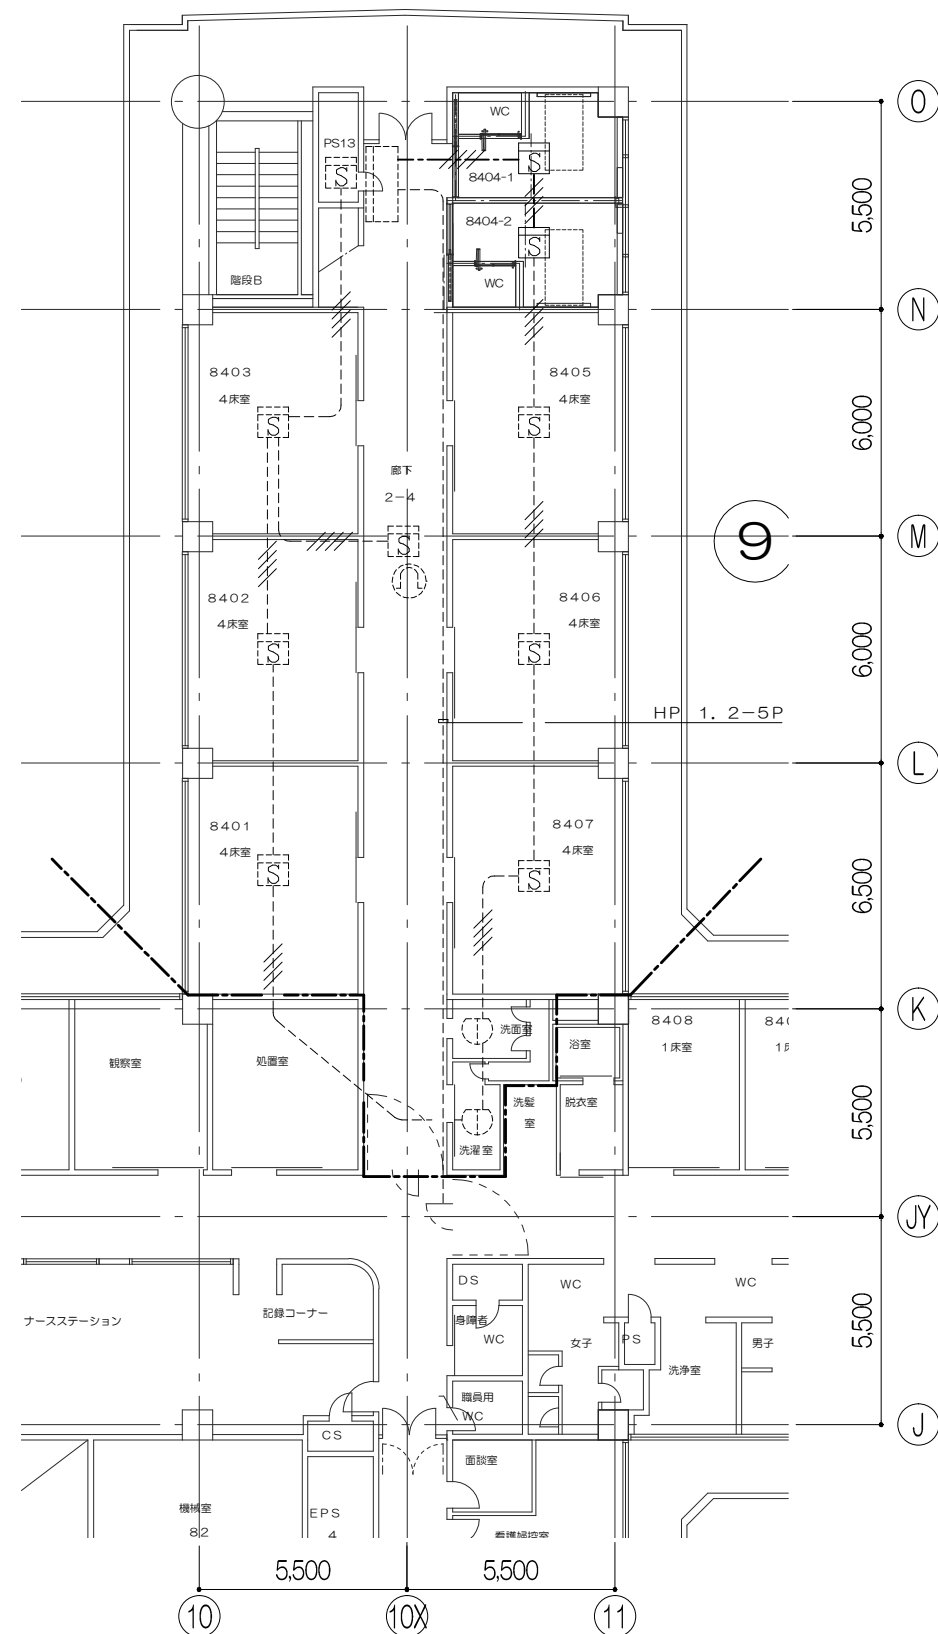 O
WC
PS13
S
S
8404-1
5,500
8404-2
S
階段B
WC
N
8403
4床室
8405
4床室
S
S
6,000
廊下
2-4
S
9
M
8402
4床室
8406
4床室
S
S
6,000
HP 1.2-5P
L
8401
4床室
8407
4床室
S
S
6,500
K
8408
1床室
洗面室
浴室
観察室
処置室
洗髪
室
脱衣室
洗濯室
5,500
JY
DS
WC
WC
ナースステーション
記録コーナー
身障者
WC
女子
PS
男子
洗浄室
5,500
職員用
WC
CS
J
面談室
機械室
82
EPS
4
看護婦控室
5,500
5,500
10
10X
11